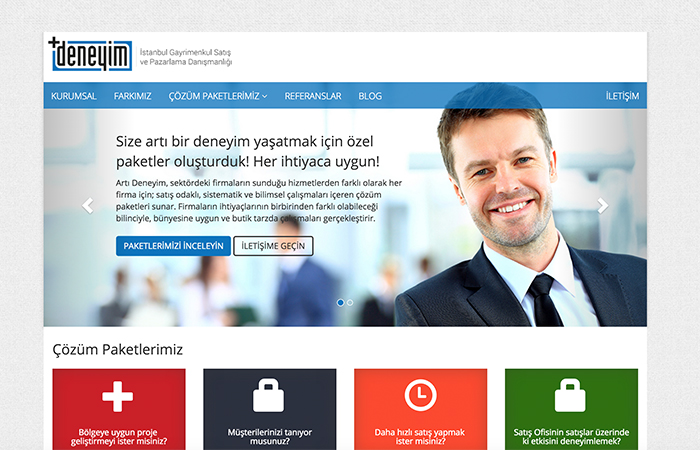 +deneyim
İstanbul Gayrimenkul Satış
ve Pazarlama Danışmanlığı
KURUMSAL FARKIMIZ ÇÖZÜM PAKETLERİMİZ REFERANSLAR BLOG İLETİŞİM
Size artı bir deneyim yaşatmak için özel
paketler oluşturduk! Her ihtiyaca uygun!
Artı Deneyim, sektördeki firmaların sunduğu hizmetlerden farklı olarak her
firma için; satış odaklı, sistematik ve bilimsel çalışmaları içeren çözüm
paketleri sunar. Firmaların ihtiyaçlarının birbirinden farklı olabileceği
bilinciyle, bünyesine uygun ve butik tarzda çalışmaları gerçekleştirir.
PAKETLERİMİZİ İNCELEYİN İLETİŞİME GEÇİN
Çözüm Paketlerimiz
Bölgeye uygun proje
geliştirmeyi ister misiniz?
Müşterilerinizi tanıyor
musunuz?
Daha hızlı satış yapmak
ister misiniz?
Satış Ofisinin satışlar üzerinde
ki etkisini deneyimlemek?